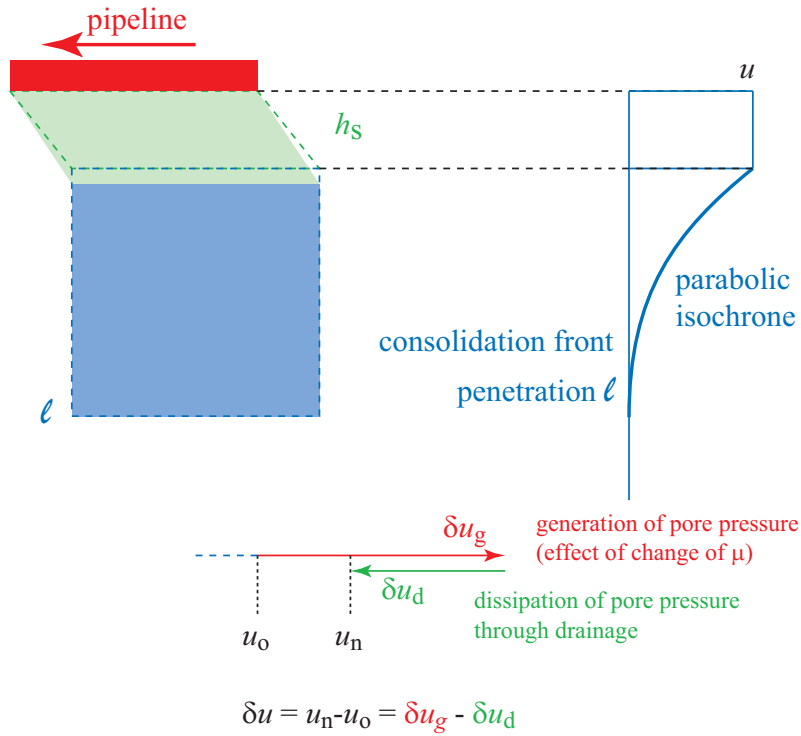 pipeline
u
hs
parabolic
isochrone
consolidation front
penetration ℓ
ℓ
δug
generation of pore pressure
(effect of change of μ)
δud
dissipation of pore pressure
through drainage
uo
un
δu = un-uo = δug - δud